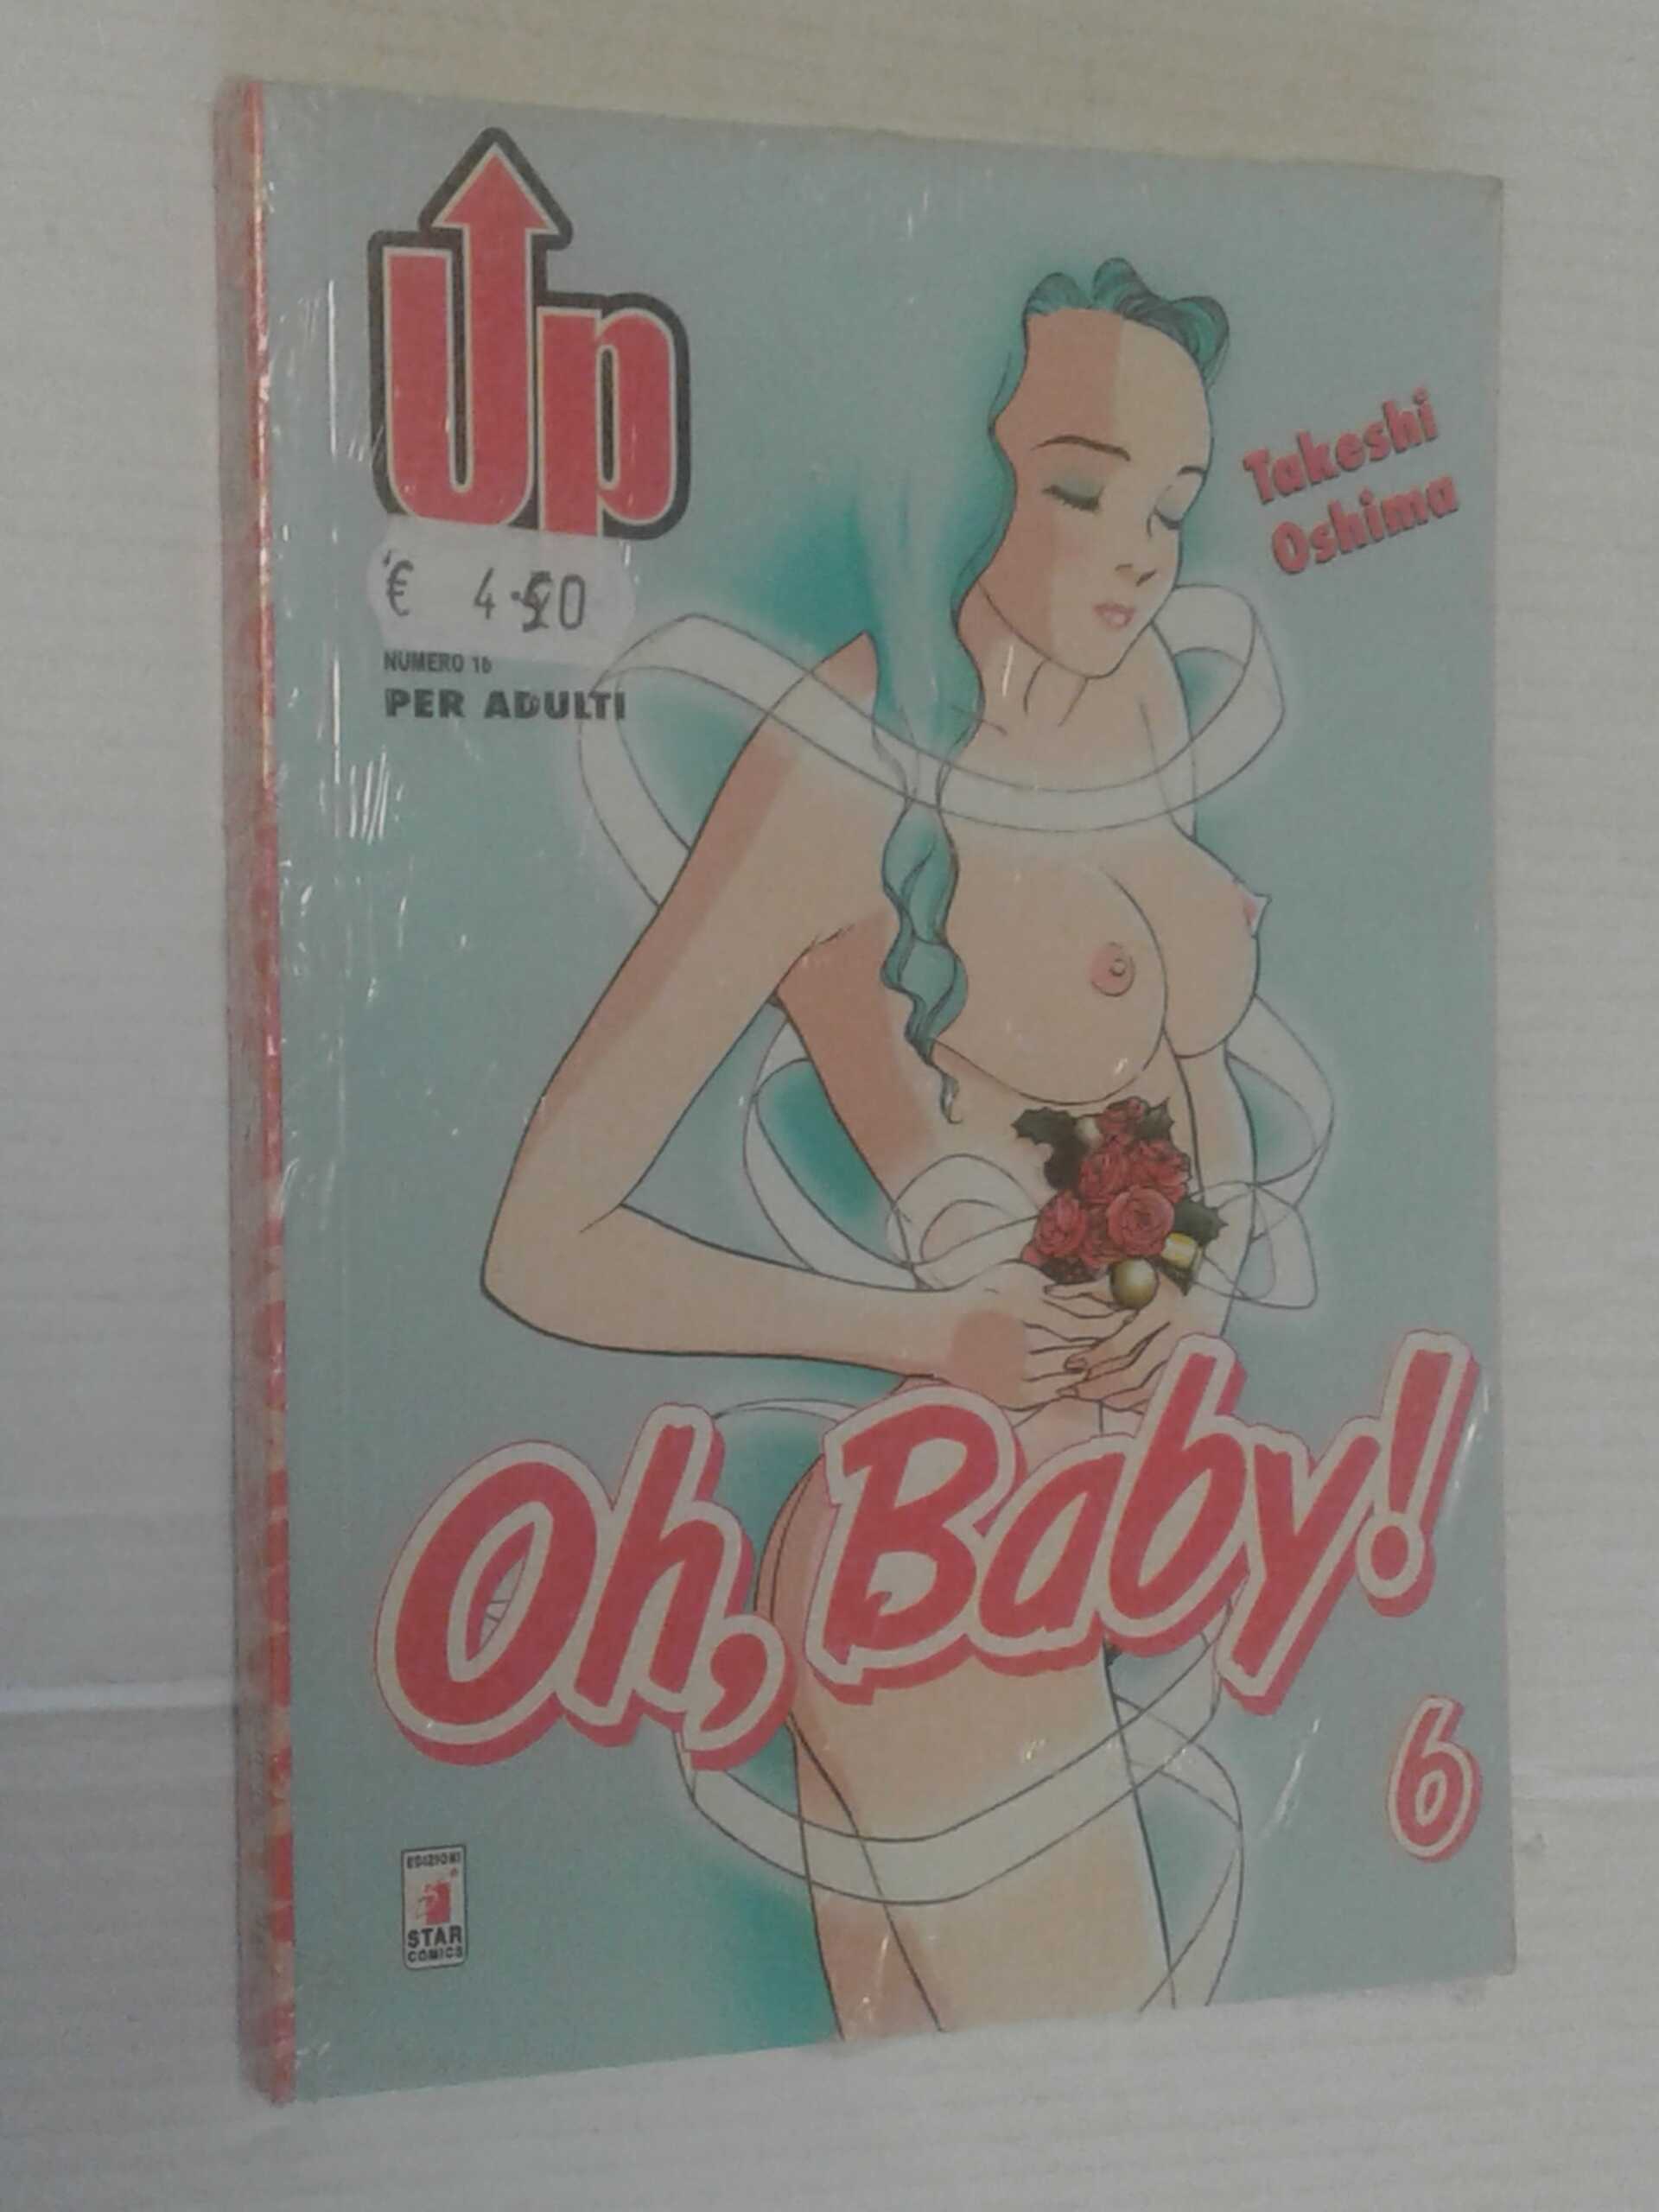 Up
€ 4.50
NUMERO 16
PER ADULTI
Takeshi
Oshima
Oh, Baby!
6
EDIZIONI
STAR
COMICS